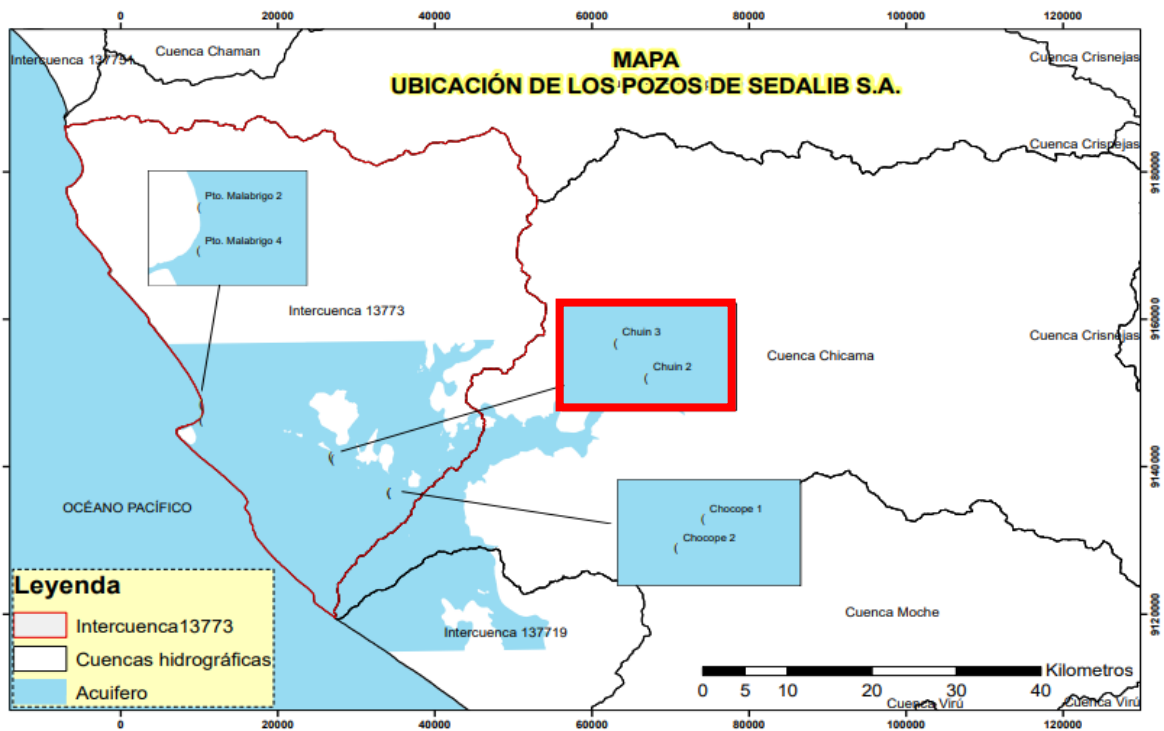 0 20000 40000 60000 80000 100000 120000
MAPA
UBICACIÓN DE LOS POZOS DE SEDALIB S.A.
Intercuenca 13751
Cuenca Chaman
Cuenca Crisnejas
Cuenca Crisnejas
9180000
Pto. Malabrigo 2
Pto. Malabrigo 4
Intercuenca 13773
9160000
Chuin 3
Chuin 2
Cuenca Chicama
Cuenca Crisnejas
9140000
OCÉANO PACÍFICO
Chocope 1
Chocope 2
Cuenca Moche
9120000
Intercuenca 137719
Leyenda
Intercuenca13773
Cuencas hidrográficas
Acuifero
Kilometros
0 5 10 20 30 40
Cuenca Virú
Cuenca Virú
0 20000 40000 60000 80000 100000 120000